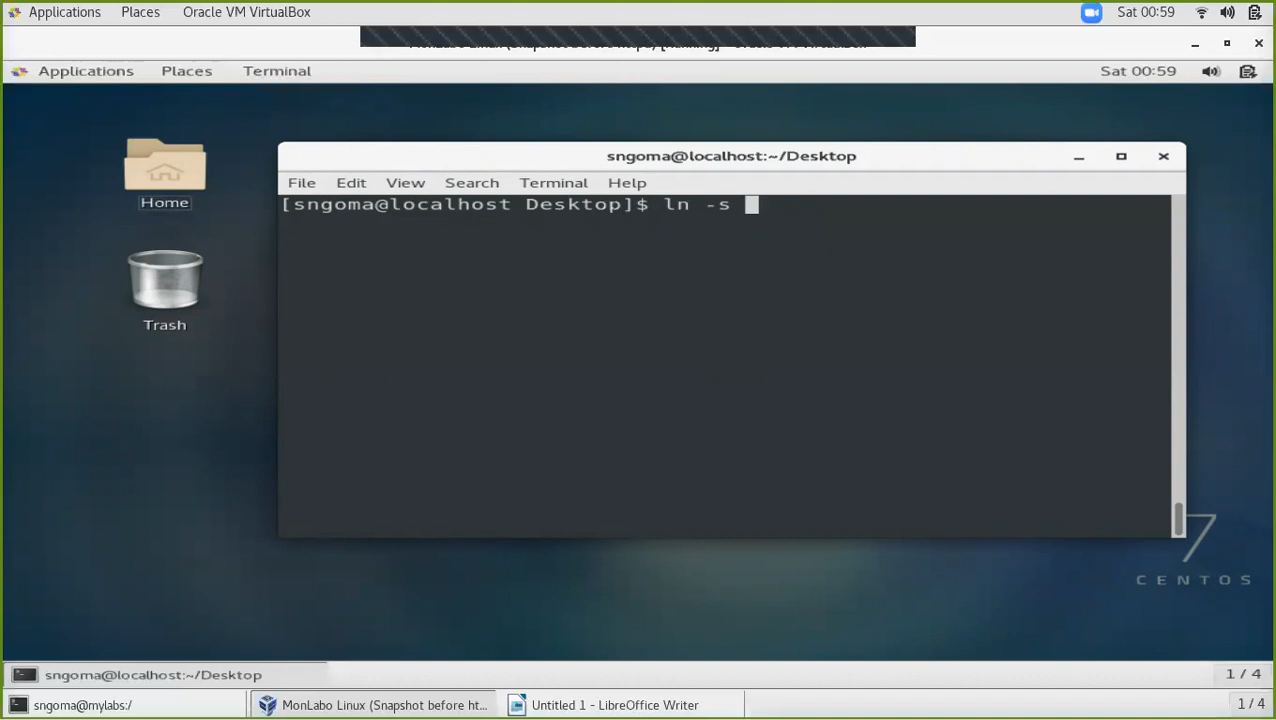 Applications Places Oracle VM VirtualBox Sat 00:59
Applications Places Terminal Sat 00:59
Home
Trash
sngoma@localhost:~/Desktop
File Edit View Search Terminal Help
[sngoma@localhost Desktop]$ ln -s
7
CENTOS
sngoma@localhost:~/Desktop 1 / 4
sngoma@mylabs:/ MonLabo Linux (Snapshot before ht... Untitled 1 - LibreOffice Writer 1 / 4